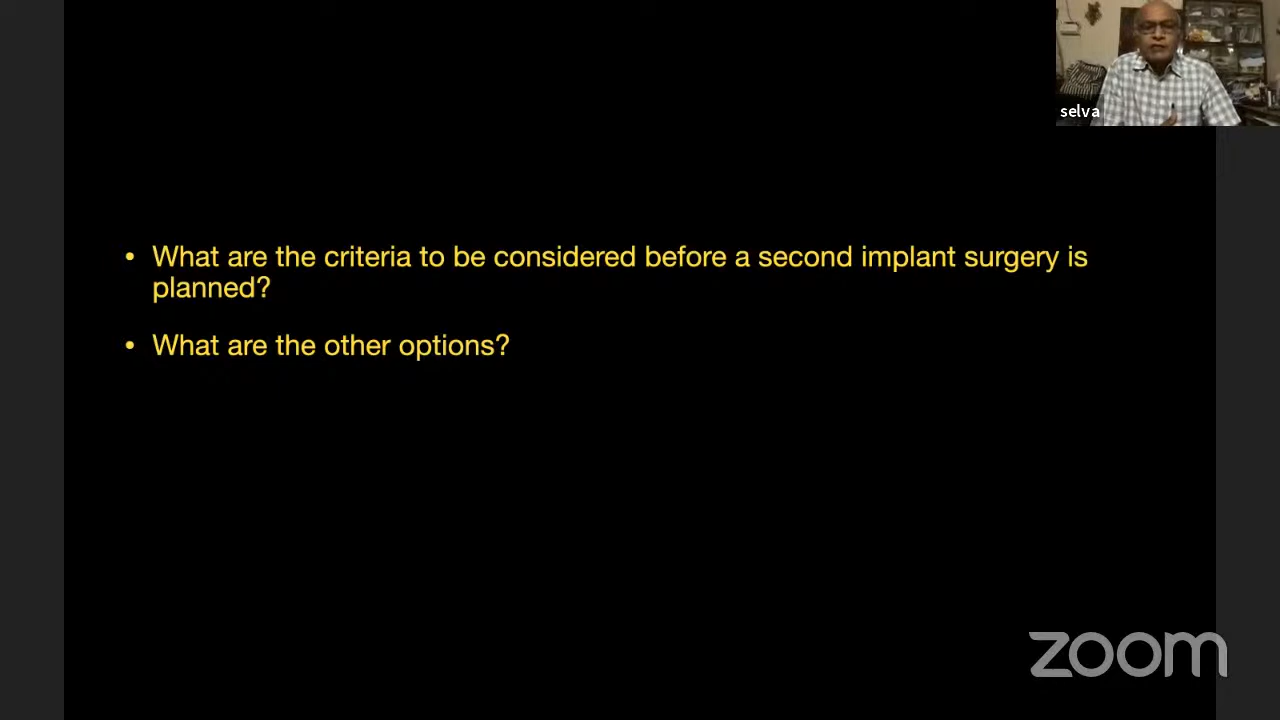 selva
• What are the criteria to be considered before a second implant surgery is
planned?
• What are the other options?
zoom